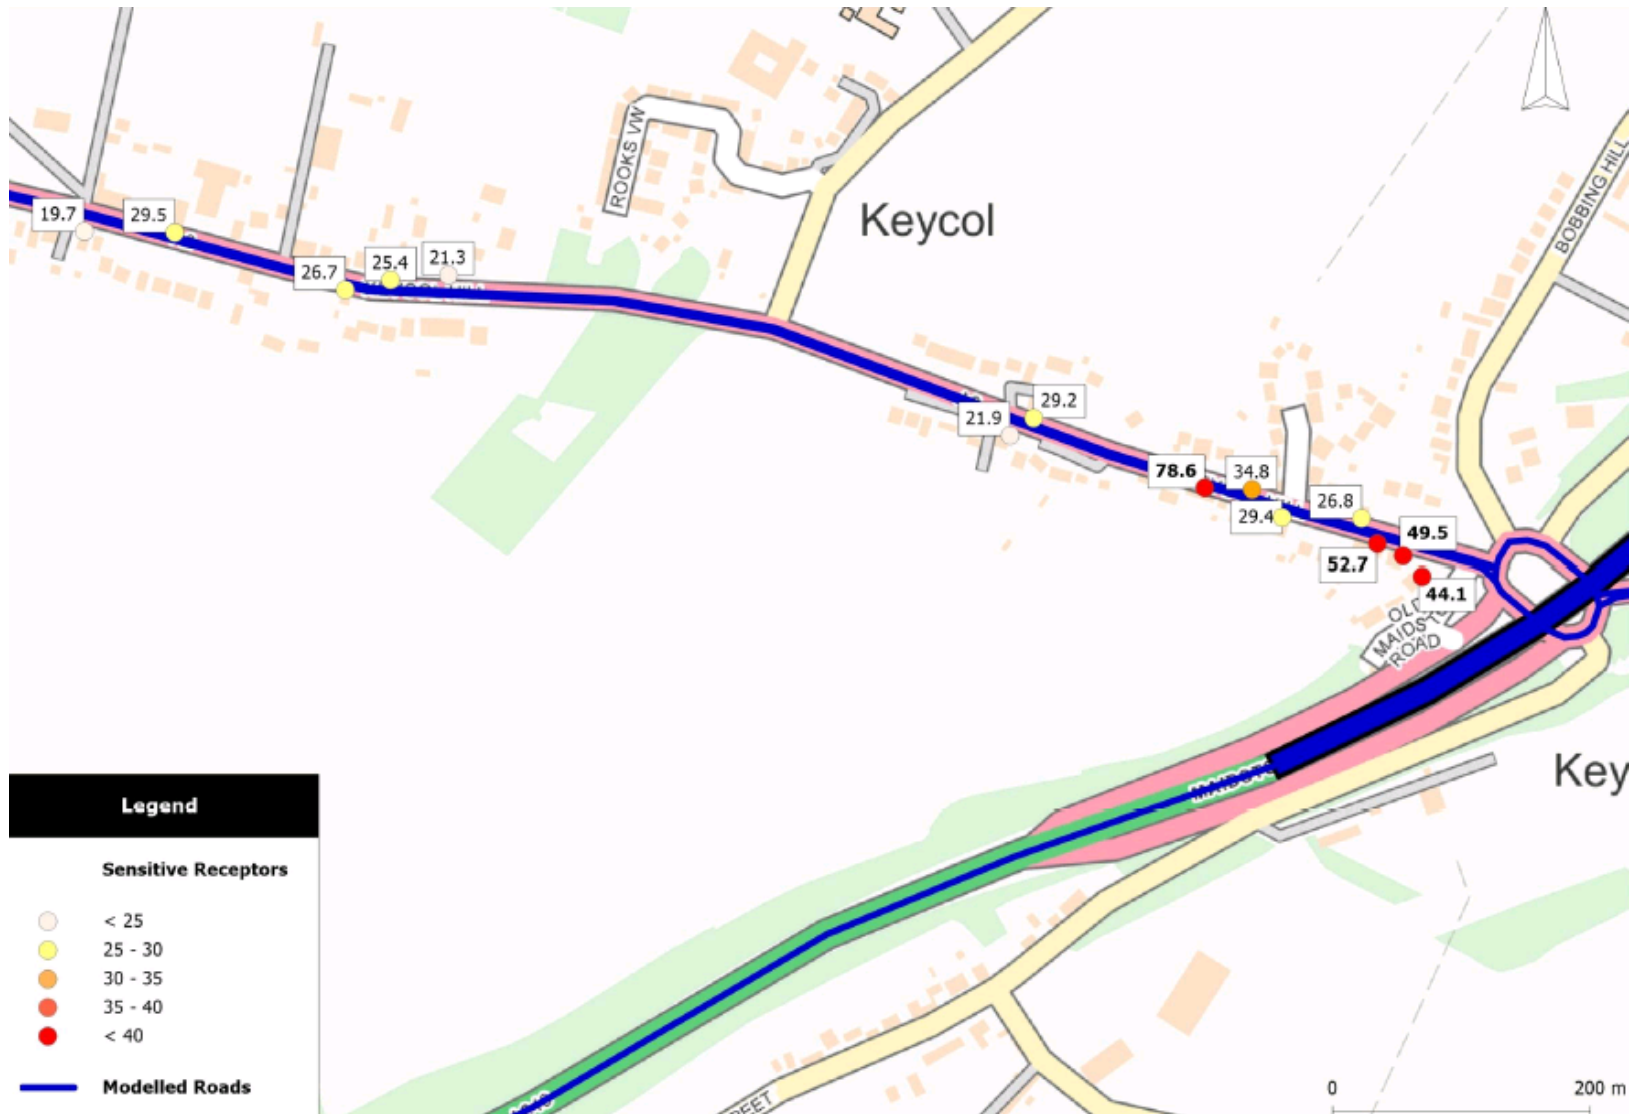 ROOKS VW
Keycol
BOBBING HILL
19.7
29.5
26.7
25.4
21.3
29.2
21.9
78.6
34.8
29.4
26.8
49.5
52.7
44.1
OLD
MAIDSTO
ROAD
Key
MAIDSTO
Legend
Sensitive Receptors
< 25
25 - 30
30 - 35
35 - 40
< 40
Modelled Roads
0
200 m